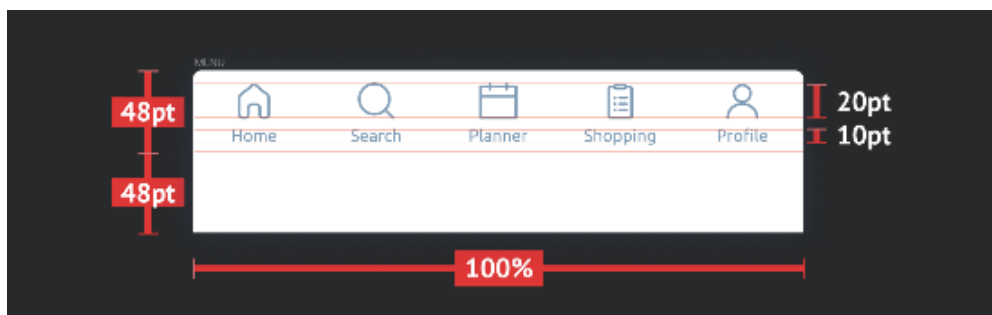 MENU
48pt
20pt
Home Search Planner Shopping Profile
10pt
48pt
100%